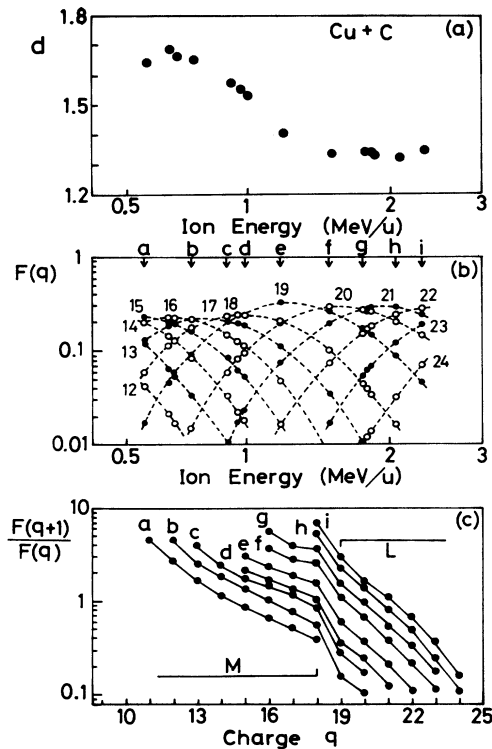 1.8
Cu + C
(a)
d
1.5
1.2
0.5
1
2
3
Ion Energy (MeV/u)
a b c d e f g h i
F(q)
1
(b)
15 16 17 18 19 20 21 22
14
13
23
0.1
12
24
0.01
0.5
1
2
3
Ion Energy (MeV/u)
10
F(q+1)
F(q)
a b c d e f g h i
(c)
L
1
M
0.1
10 13 16 19 22 25
Charge q